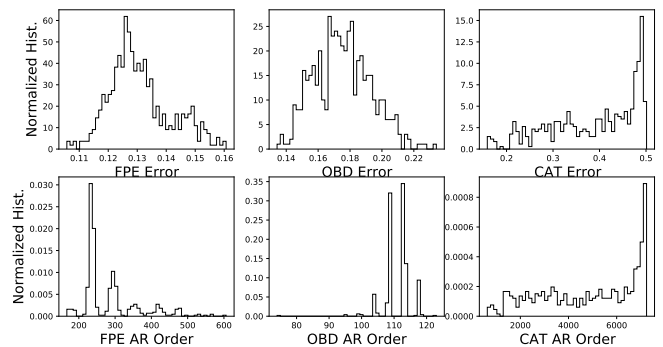 Normalized Hist.
60
50
40
30
20
10
0
0.11 0.12 0.13 0.14 0.15 0.16
FPE Error
25
20
15
10
5
0
0.14 0.16 0.18 0.20 0.22
OBD Error
15.0
12.5
10.0
7.5
5.0
2.5
0.0
0.2 0.3 0.4 0.5
CAT Error
Normalized Hist.
0.030
0.025
0.020
0.015
0.010
0.005
0.000
200 300 400 500 600
FPE AR Order
0.35
0.30
0.25
0.20
0.15
0.10
0.05
0.00
80 90 100 110 120
OBD AR Order
0.0008
0.0006
0.0004
0.0002
0.0000
2000 4000 6000
CAT AR Order